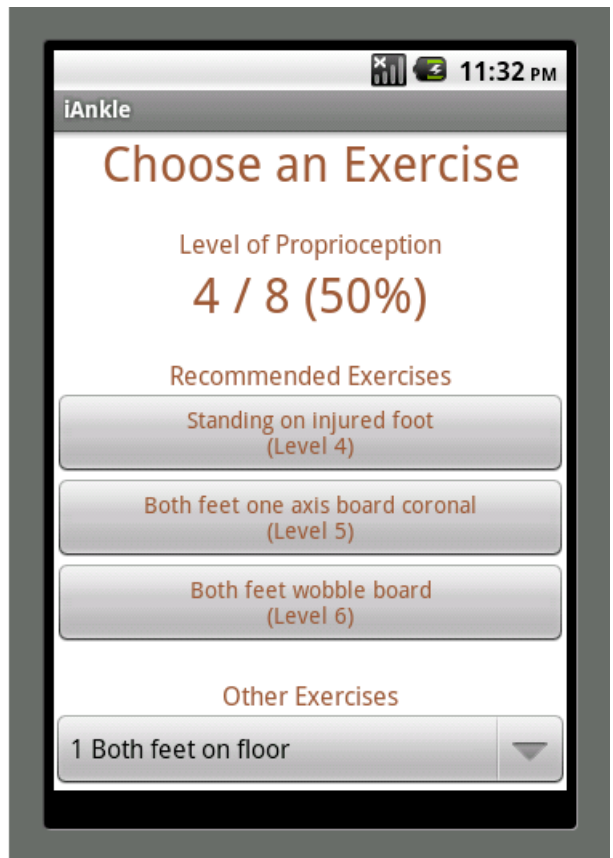 11:32 PM
iAnkle
Choose an Exercise
Level of Proprioception
4 / 8 (50%)
Recommended Exercises
Standing on injured foot
(Level 4)
Both feet one axis board coronal
(Level 5)
Both feet wobble board
(Level 6)
Other Exercises
1 Both feet on floor